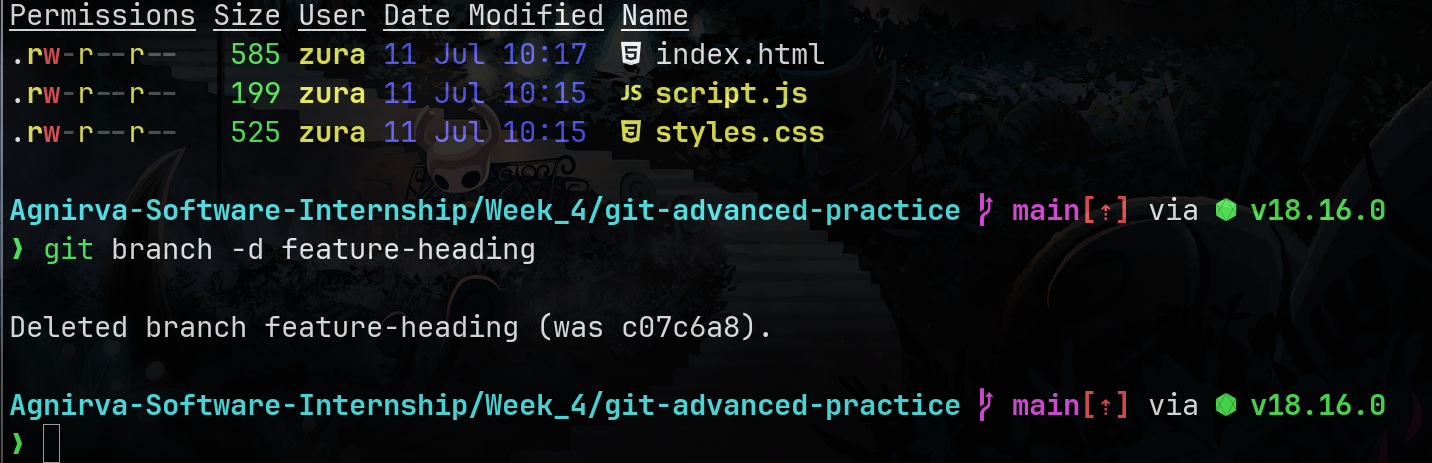 Permissions Size User Date Modified Name
.rw-r--r-- 585 zura 11 Jul 10:17 index.html
.rw-r--r-- 199 zura 11 Jul 10:15 JS script.js
.rw-r--r-- 525 zura 11 Jul 10:15 styles.css
Agnirva-Software-Internship/Week_4/git-advanced-practice main[⇡] via v18.16.0
❯ git branch -d feature-heading
Deleted branch feature-heading (was c07c6a8).
Agnirva-Software-Internship/Week_4/git-advanced-practice main[⇡] via v18.16.0
❯